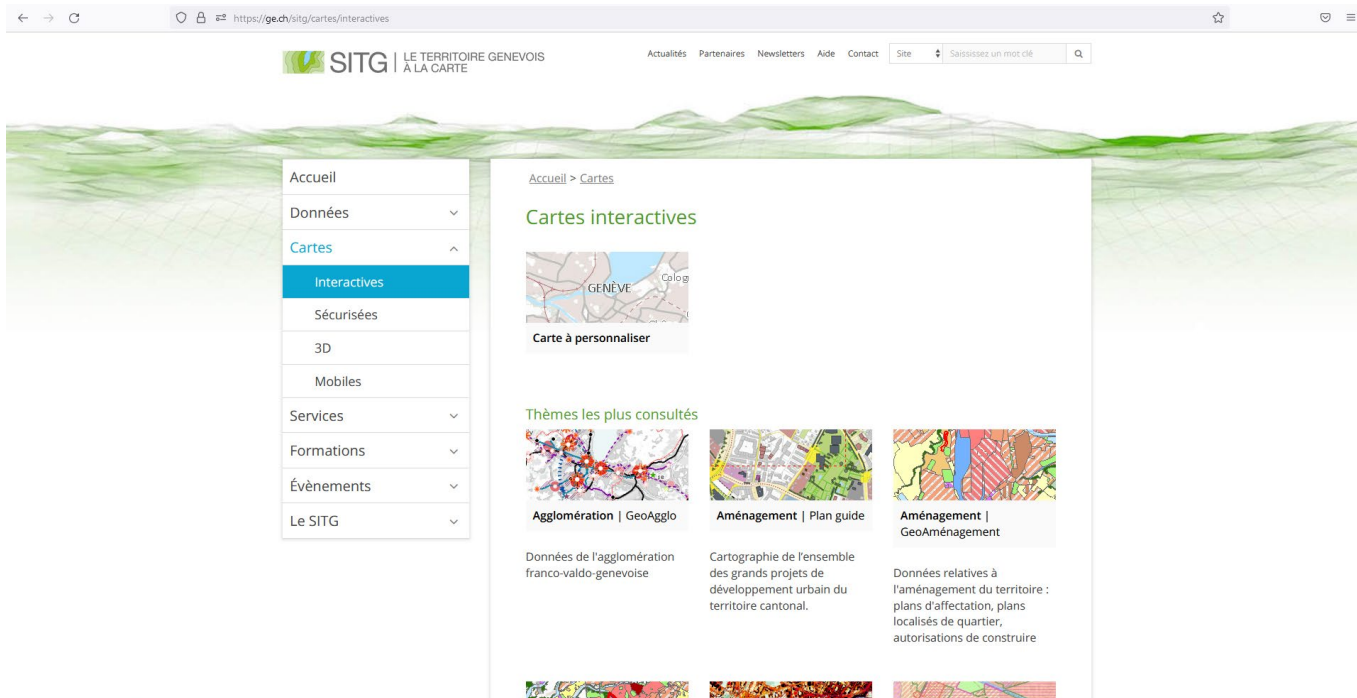 https://ge.ch/sitg/cartes/interactives
SITG | LE TERRITOIRE GENEVOIS
À LA CARTE
Actualités Partenaires Newsletters Aide Contact Site Saississez un mot clé
Accueil
Données
Cartes
Interactives
Sécurisées
3D
Mobiles
Services
Formations
Évènements
Le SITG
Accueil > Cartes
Cartes interactives
GENÈVE
Carte à personnaliser
Thèmes les plus consultés
Agglomération | GeoAgglo
Données de l'agglomération
franco-valdo-genevoise
Aménagement | Plan guide
Cartographie de l'ensemble
des grands projets de
développement urbain du
territoire cantonal.
Aménagement |
GeoAménagement
Données relatives à
l'aménagement du territoire :
plans d'affectation, plans
localisés de quartier,
autorisations de construire